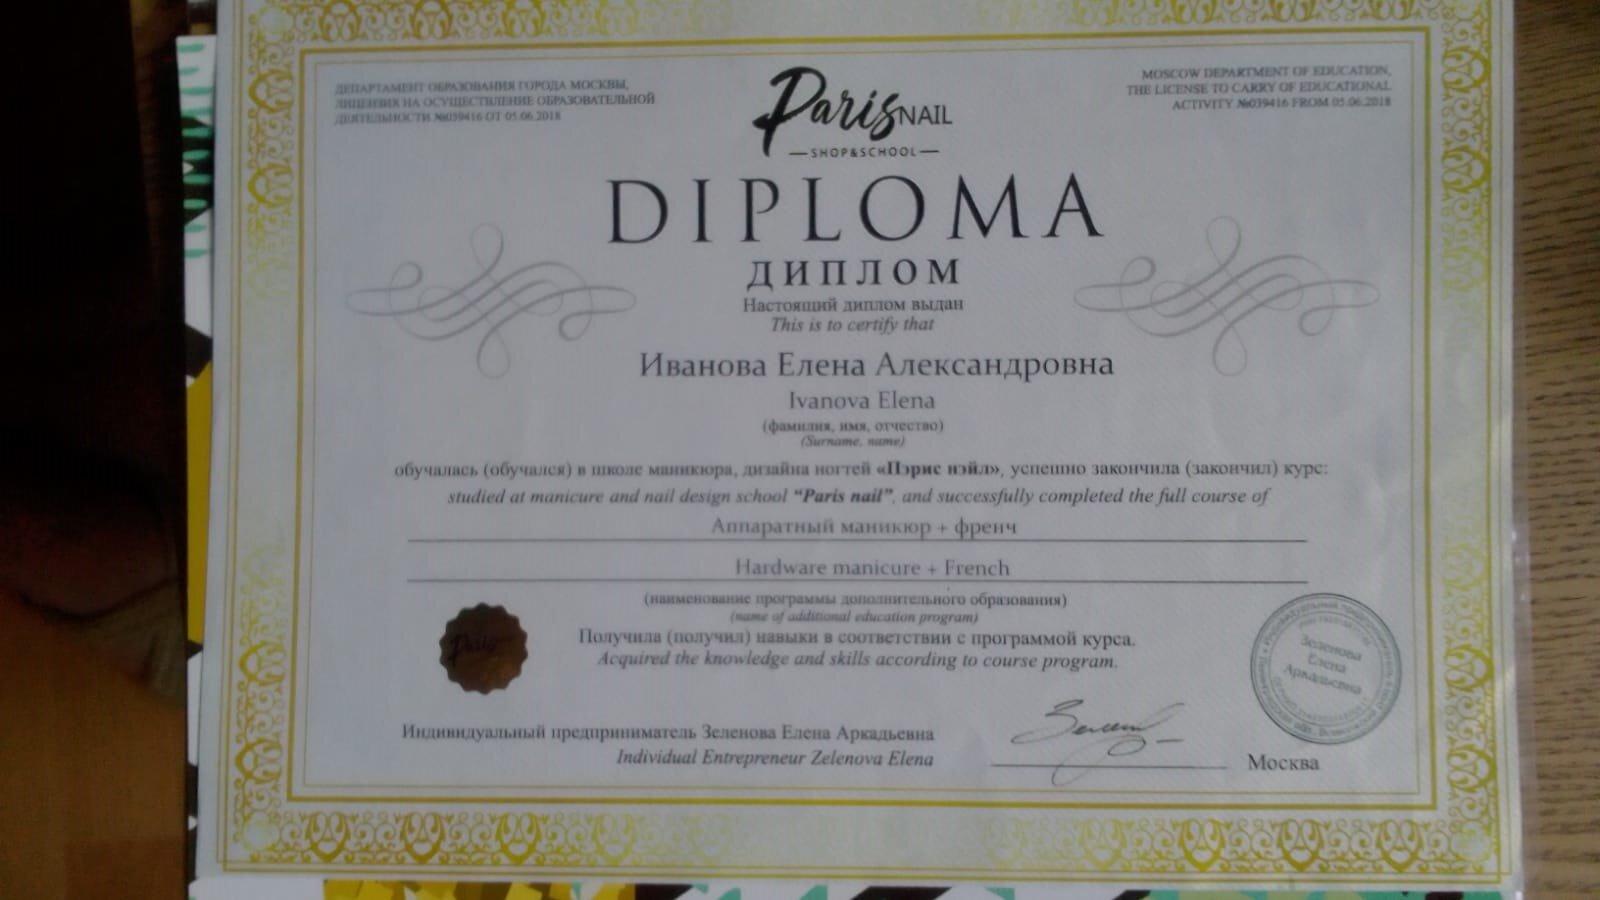 ДЕПАРТАМЕНТ ОБРАЗОВАНИЯ ГОРОДА МОСКВЫ,
ЛИЦЕНЗИЯ НА ОСУЩЕСТВЛЕНИЕ ОБРАЗОВАТЕЛЬНОЙ
ДЕЯТЕЛЬНОСТИ №039416 ОТ 05.06.2018
MOSCOW DEPARTMENT OF EDUCATION,
THE LICENSE TO CARRY OF EDUCATIONAL
ACTIVITY №039416 FROM 05.06.2018
Paris NAIL
SHOP&SCHOOL
DIPLOMA
ДИПЛОМ
Настоящий диплом выдан
This is to certify that
Иванова Елена Александровна
Ivanova Elena
(фамилия, имя, отчество)
(Surname, name)
обучалась (обучался) в школе маникюра, дизайна ногтей «Пэрис нэйл», успешно закончила (закончил) курс:
studied at manicure and nail design school “Paris nail”, and successfully completed the full course of
Аппаратный маникюр + френч
Hardware manicure + French
(наименование программы дополнительного образования)
(name of additional education program)
Получила (получил) навыки в соответствии с программой курса.
Acquired the knowledge and skills according to course program.
Paris
Зеленова
Елена
Аркадьевна
Индивидуальный предприниматель Зеленова Елена Аркадьевна
Individual Entrepreneur Zelenova Elena
Москва